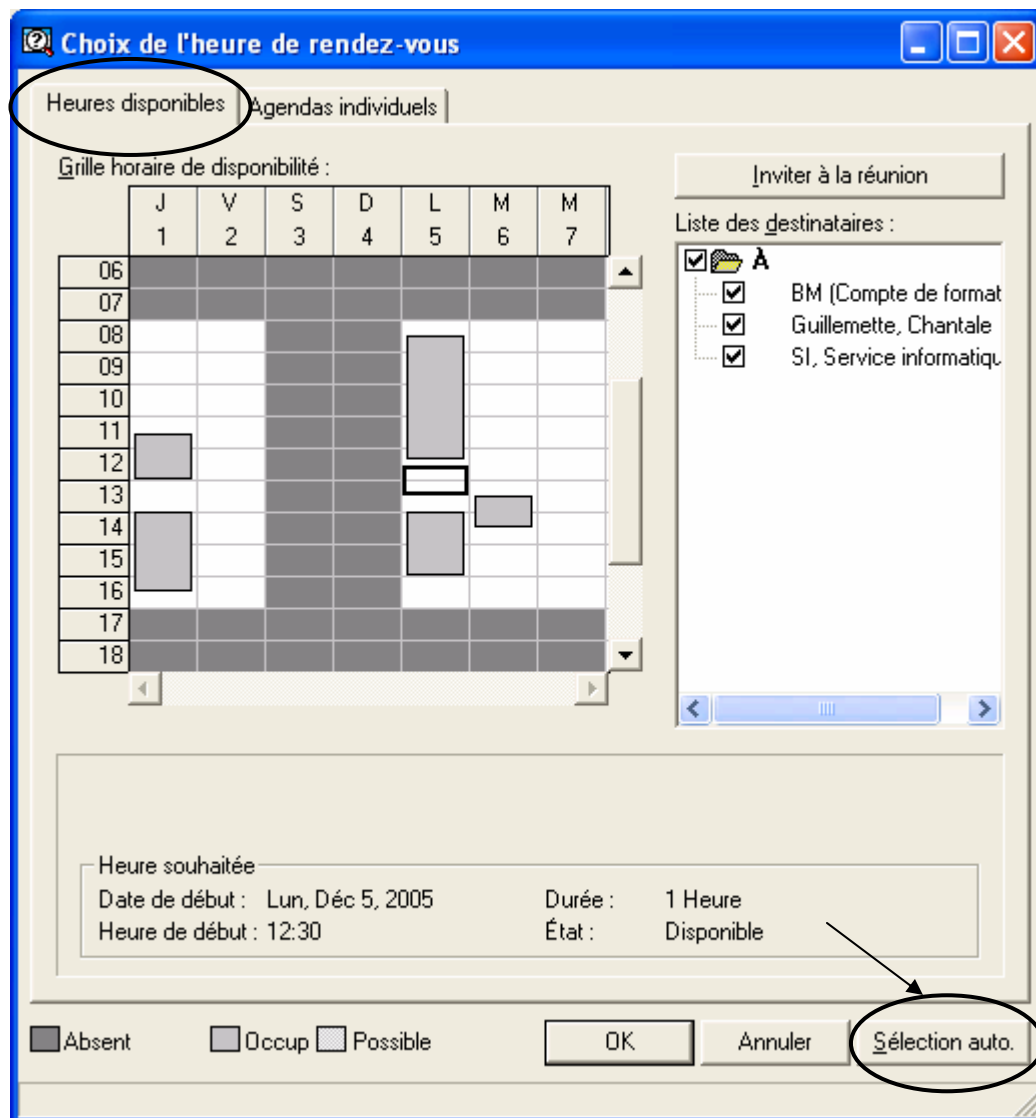 Choix de l'heure de rendez-vous
Heures disponibles
Agendas individuels
Grille horaire de disponibilité :
J V S D L M M
1 2 3 4 5 6 7
06
07
08
09
10
11
12
13
14
15
16
17
18
Inviter à la réunion
Liste des destinataires :
À
BM (Compte de format
Guillemette, Chantale
SI, Service informatiqu
Heure souhaitée
Date de début : Lun, Déc 5, 2005 Durée : 1 Heure
Heure de début : 12:30 État : Disponible
Absent Occup Possible OK Annuler Sélection auto.